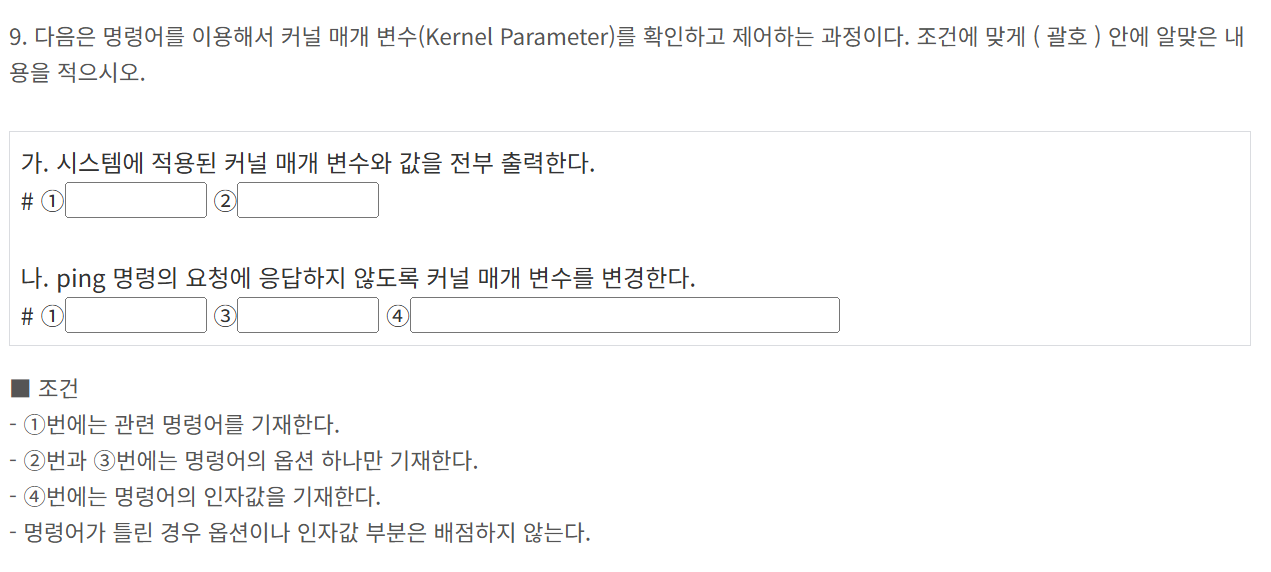 9. 다음은 명령어를 이용해서 커널 매개 변수(Kernel Parameter)를 확인하고 제어하는 과정이다. 조건에 맞게 ( 괄호 ) 안에 알맞은 내
용을 적으시오.
가. 시스템에 적용된 커널 매개 변수와 값을 전부 출력한다.
# ① ②
나. ping 명령의 요청에 응답하지 않도록 커널 매개 변수를 변경한다.
# ① ③ ④
■ 조건
- ①번에는 관련 명령어를 기재한다.
- ②번과 ③번에는 명령어의 옵션 하나만 기재한다.
- ④번에는 명령어의 인자값을 기재한다.
- 명령어가 틀린 경우 옵션이나 인자값 부분은 배점하지 않는다.